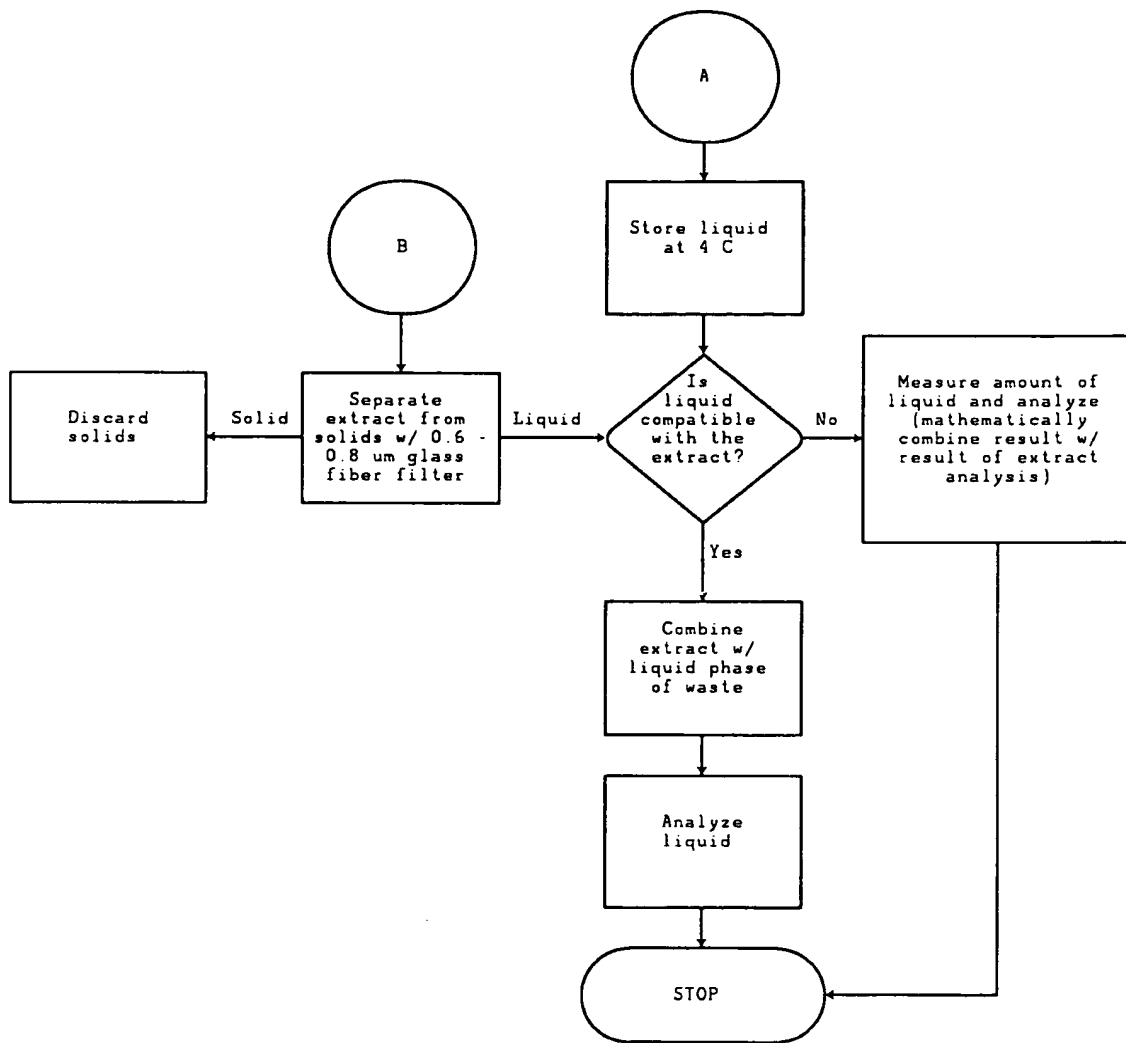 A
Store liquid
at 4 C
B
Discard
solids
Solid
Separate
extract from
solids w/ 0.6 -
0.8 um glass
fiber filter
Liquid
Is
liquid
compatible
with the
extract?
No
Measure amount of
liquid and analyze
(mathematically
combine result w/
result of extract
analysis)
Yes
Combine
extract w/
liquid phase
of waste
Analyze
liquid
STOP